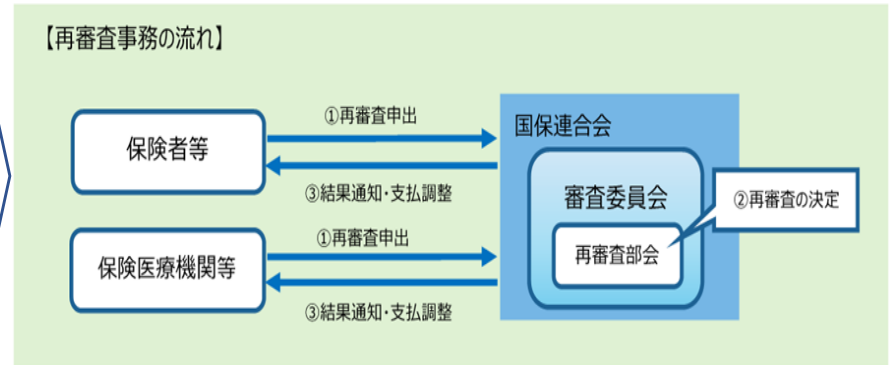 【再審査事務の流れ】
保険者等
①再審査申出
③結果通知・支払調整
保険医療機関等
①再審査申出
③結果通知・支払調整
国保連合会
審査委員会
再審査部会
②再審査の決定